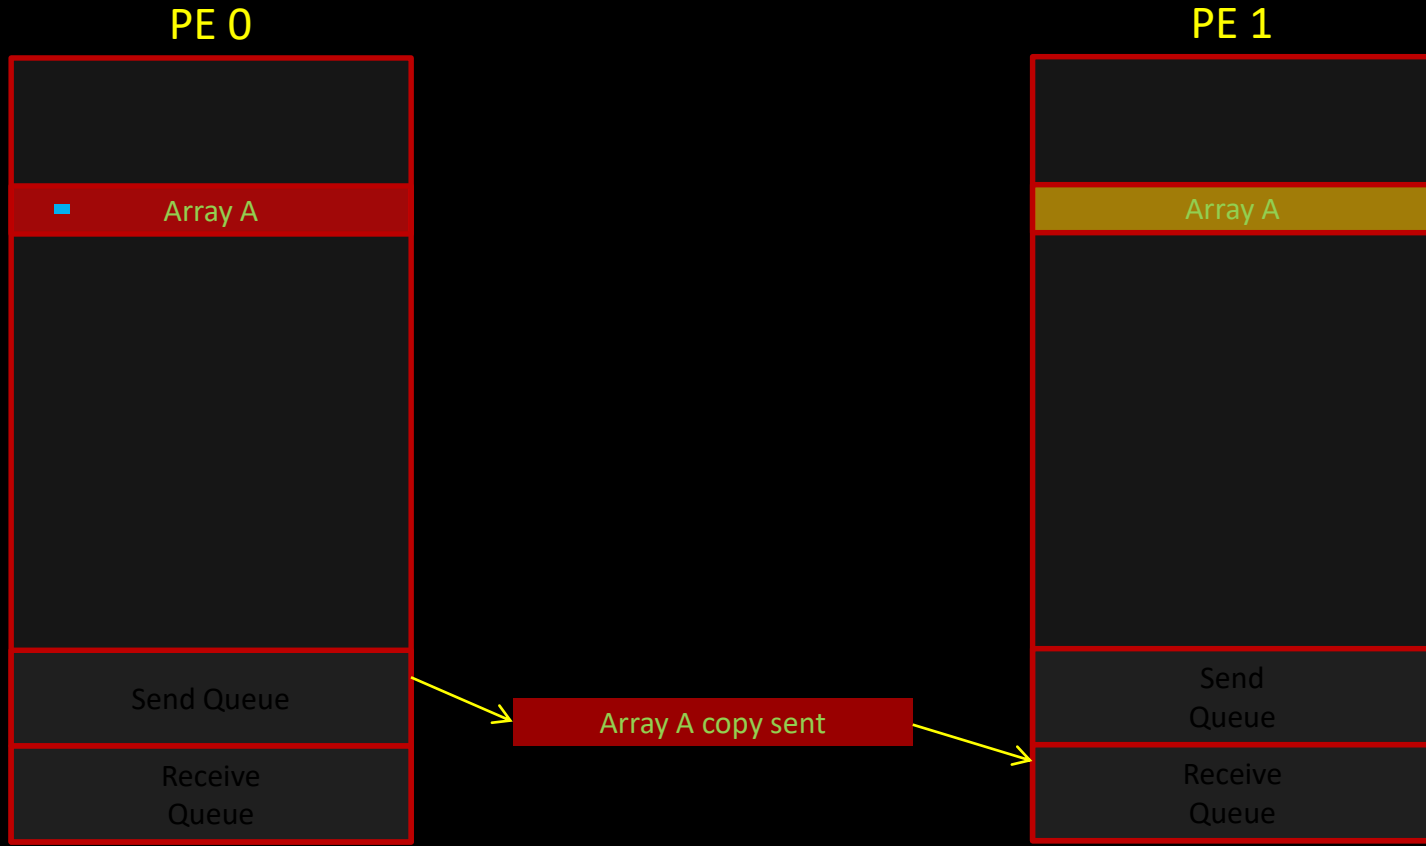 PE 0
PE 1
Array A
Array A
Send Queue
Send
Queue
Array A copy sent
Receive
Queue
Receive
Queue